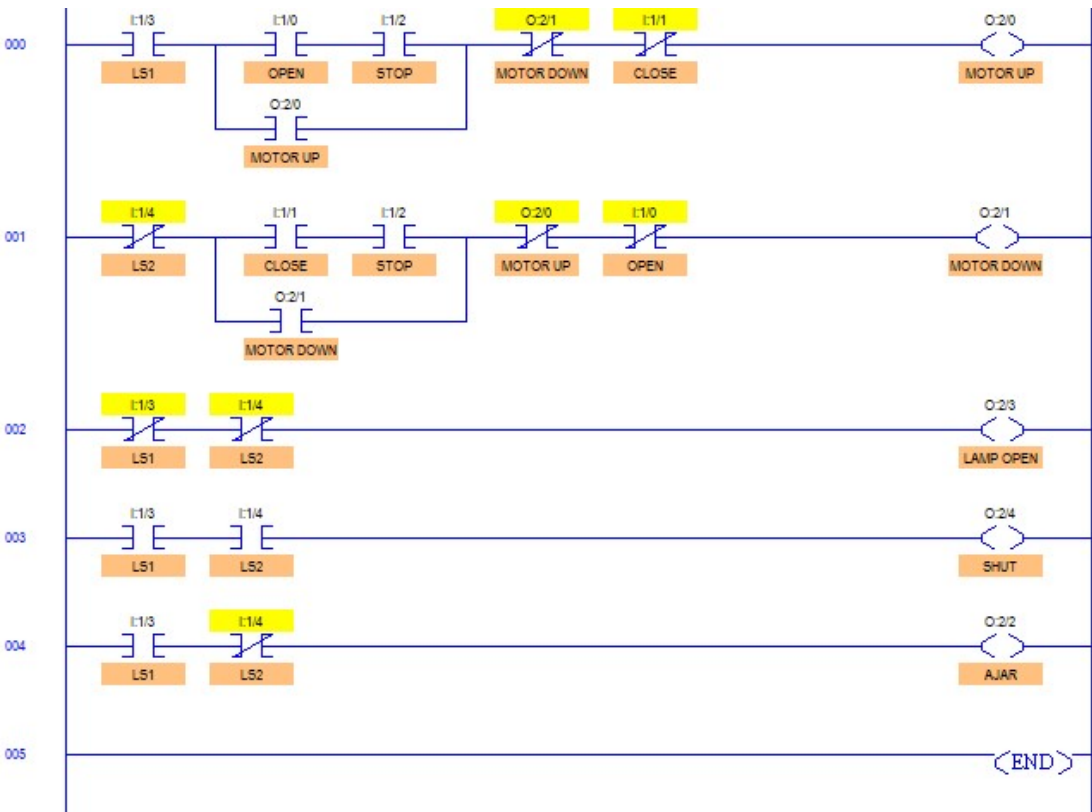 I:1/3 I:1/0 I:1/2 O:2/1 I:1/1 O:2/0
000
LS1 OPEN STOP MOTOR DOWN CLOSE MOTOR UP
O:2/0
MOTOR UP
I:1/4 I:1/1 I:1/2 O:2/0 I:1/0 O:2/1
001
LS2 CLOSE STOP MOTOR UP OPEN MOTOR DOWN
O:2/1
MOTOR DOWN
I:1/3 I:1/4 O:2/3
002
LS1 LS2 LAMP OPEN
I:1/3 I:1/4 O:2/4
003
LS1 LS2 SHUT
I:1/3 I:1/4 O:2/2
004
LS1 LS2 AJAR
005 END